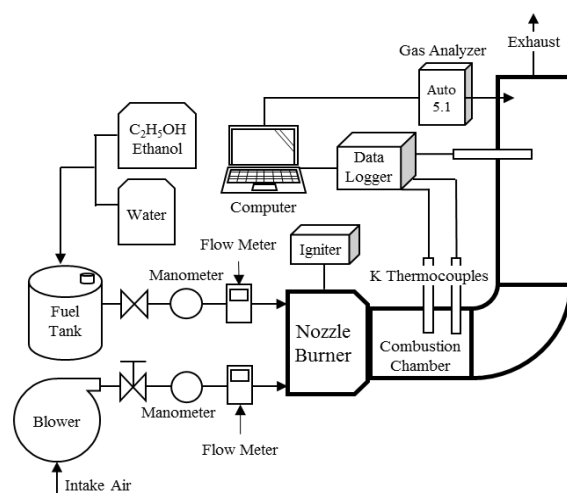 Exhaust
Gas Analyzer
Auto
5.1
C₂H₅OH
Ethanol
Data
Logger
Water
Computer
Flow Meter
Igniter
Manometer
K Thermocouples
Fuel
Tank
Nozzle
Burner
Combustion
Chamber
Blower
Manometer
Flow Meter
Intake Air